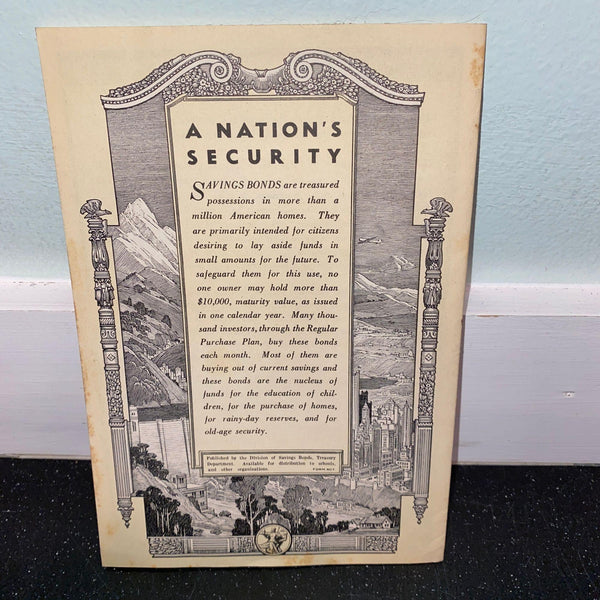 A NATION'S
SECURITY
SAVINGS BONDS are treasured
possessions in more than a
million American homes. They
are primarily intended for citizens
desiring to lay aside funds in
small amounts for the future. To
safeguard them for this use, no
one owner may hold more than
$10,000, maturity value, as issued
in one calendar year. Many thou-
sand investors, through the Regular
Purchase Plan, buy these bonds
each month. Most of them are
buying out of current savings and
these bonds are the nucleus of
funds for the education of chil-
dren, for the purchase of homes,
for rainy-day reserves, and for
old-age security.
Published by the Division of Savings Bonds, Treasury
Department. Available for distribution to schools,
and other organizations.